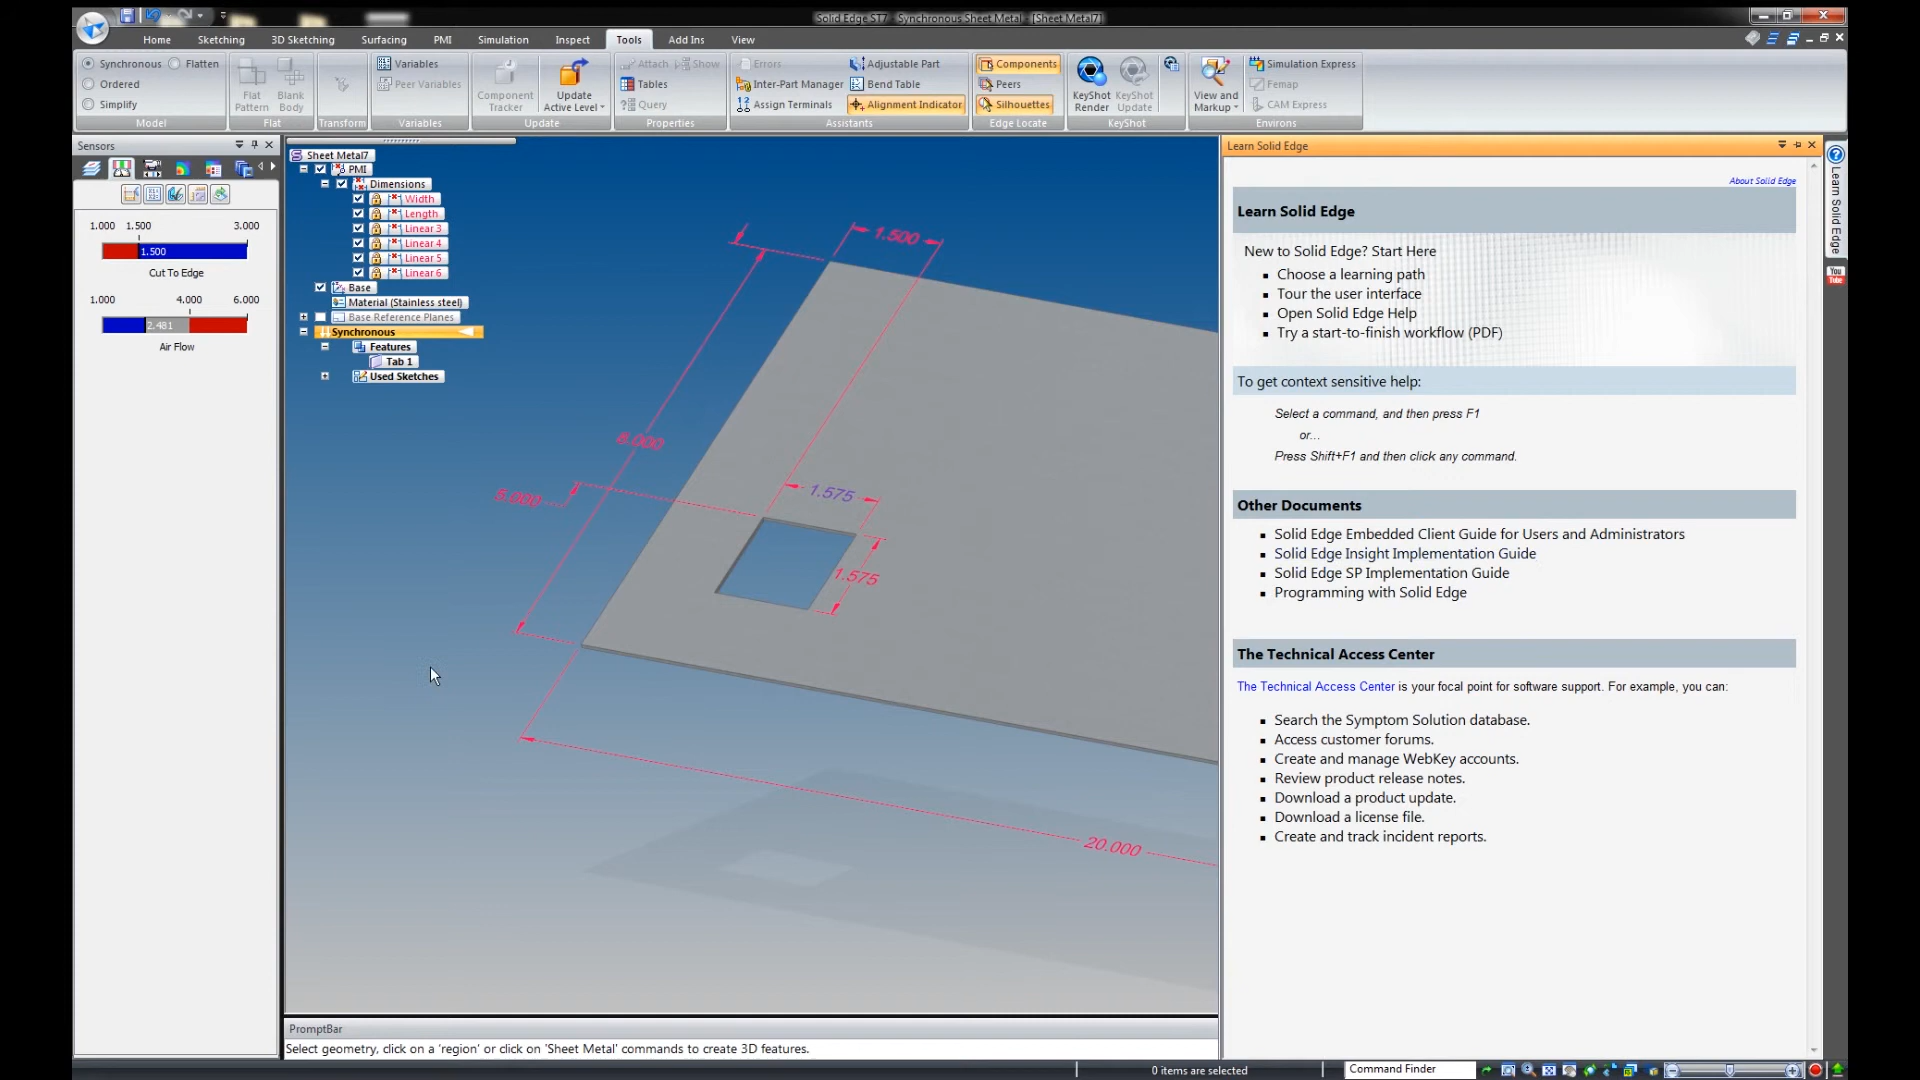 Solid Edge ST7 - Synchronous Sheet Metal - [Sheet Metal7]
Home Sketching 3D Sketching Surfacing PMI Simulation Inspect Tools Add Ins View
Synchronous Flatten
Ordered
Simplify
Model
Flat Pattern
Blank Body
Flat
Transform
Variables
Peer Variables
Variables
Component Tracker
Update Active Level
Update
Attach Show
Tables
Query
Properties
Errors
Inter-Part Manager
Assign Terminals
Adjustable Part
Bend Table
Alignment Indicator
Assistants
Components
Peers
Silhouettes
Edge Locate
KeyShot Render
KeyShot Update
KeyShot
View and Markup
Simulation Express
Femap
CAM Express
Environs
Sensors
1.000 1.500 3.000
1.500
Cut To Edge
1.000 4.000 6.000
2.481
Air Flow
Sheet Metal7
PMI
Dimensions
Width
Length
Linear 3
Linear 4
Linear 5
Linear 6
Base
Material (Stainless steel)
Base Reference Planes
Synchronous
Features
Tab 1
Used Sketches
1.500
8.000
5.000
1.575
1.575
20.000
PromptBar
Select geometry, click on a 'region' or click on 'Sheet Metal' commands to create 3D features.
Learn Solid Edge
About Solid Edge
Learn Solid Edge
New to Solid Edge? Start Here
Choose a learning path
Tour the user interface
Open Solid Edge Help
Try a start-to-finish workflow (PDF)
To get context sensitive help:
Select a command, and then press F1
or...
Press Shift+F1 and then click any command.
Other Documents
Solid Edge Embedded Client Guide for Users and Administrators
Solid Edge Insight Implementation Guide
Solid Edge SP Implementation Guide
Programming with Solid Edge
The Technical Access Center
The Technical Access Center is your focal point for software support. For example, you can:
Search the Symptom Solution database.
Access customer forums.
Create and manage WebKey accounts.
Review product release notes.
Download a product update.
Download a license file.
Create and track incident reports.
Learn Solid Edge
You Tube
0 items are selected
Command Finder